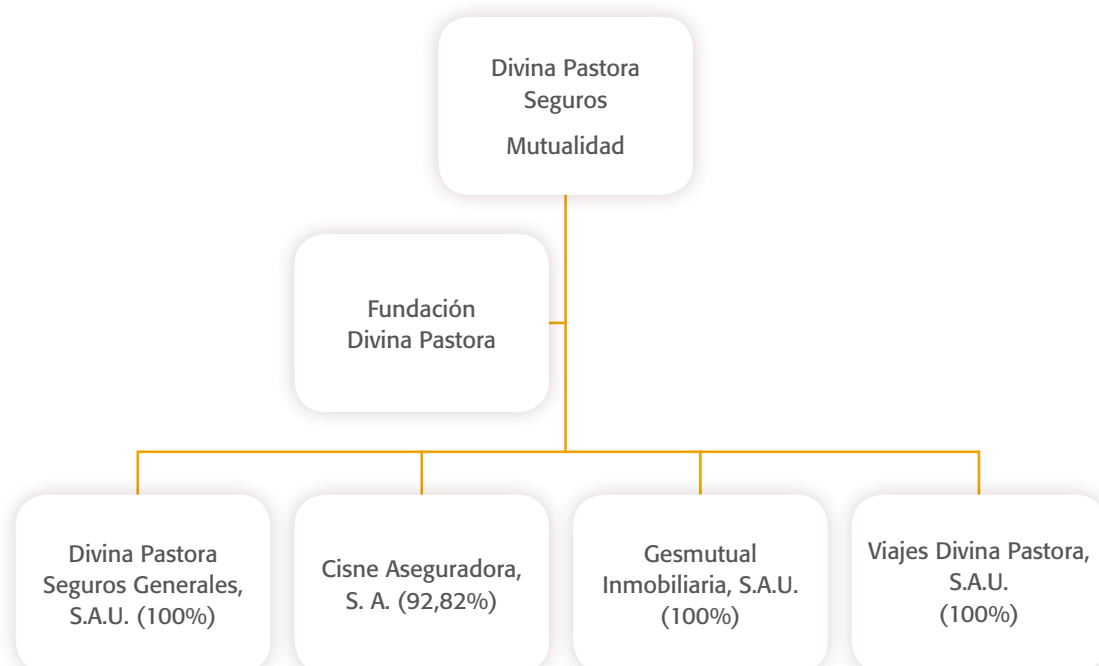 Divina Pastora
Seguros
Mutualidad
Fundación
Divina Pastora
Divina Pastora
Seguros Generales,
S.A.U. (100%)
Cisne Aseguradora,
S. A. (92,82%)
Gesmutual
Inmobiliaria, S.A.U.
(100%)
Viajes Divina Pastora,
S.A.U.
(100%)